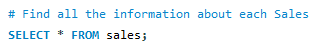 # Find all the information about each Sales
SELECT * FROM sales;